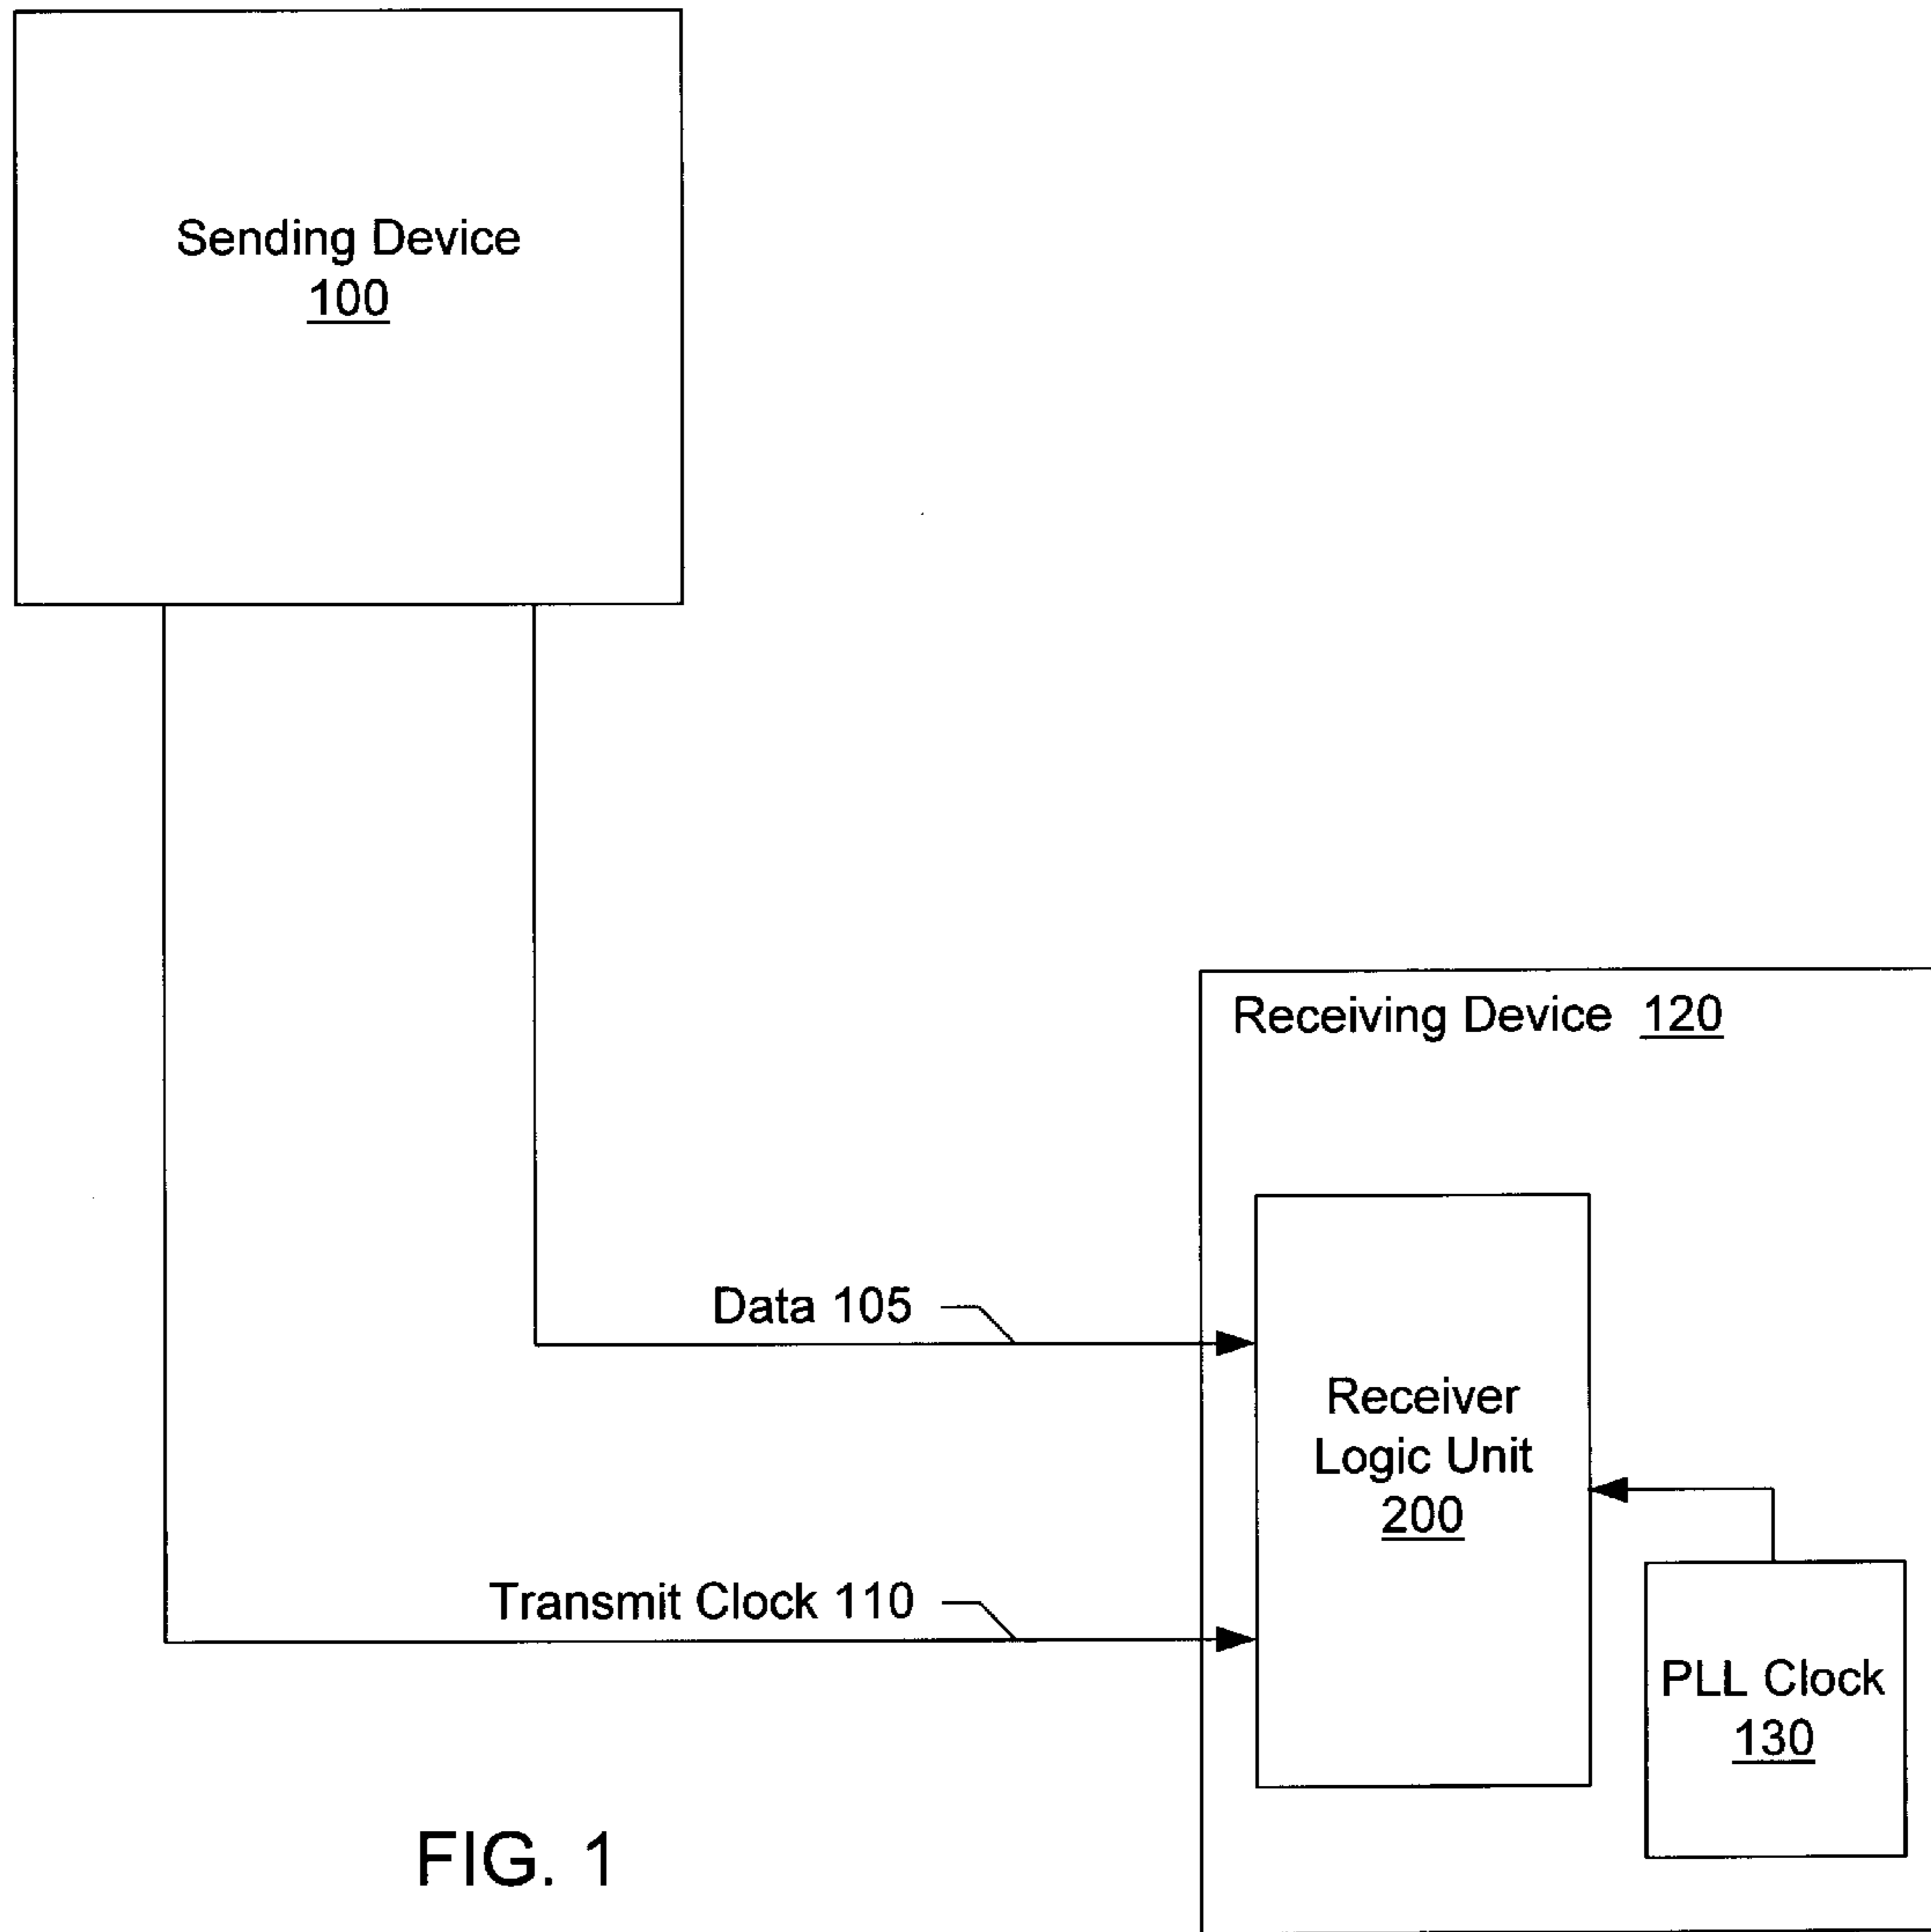 Sending Device
100
Receiving Device 120
Data 105
Receiver
Logic Unit
200
Transmit Clock 110
PLL Clock
130
FIG. 1